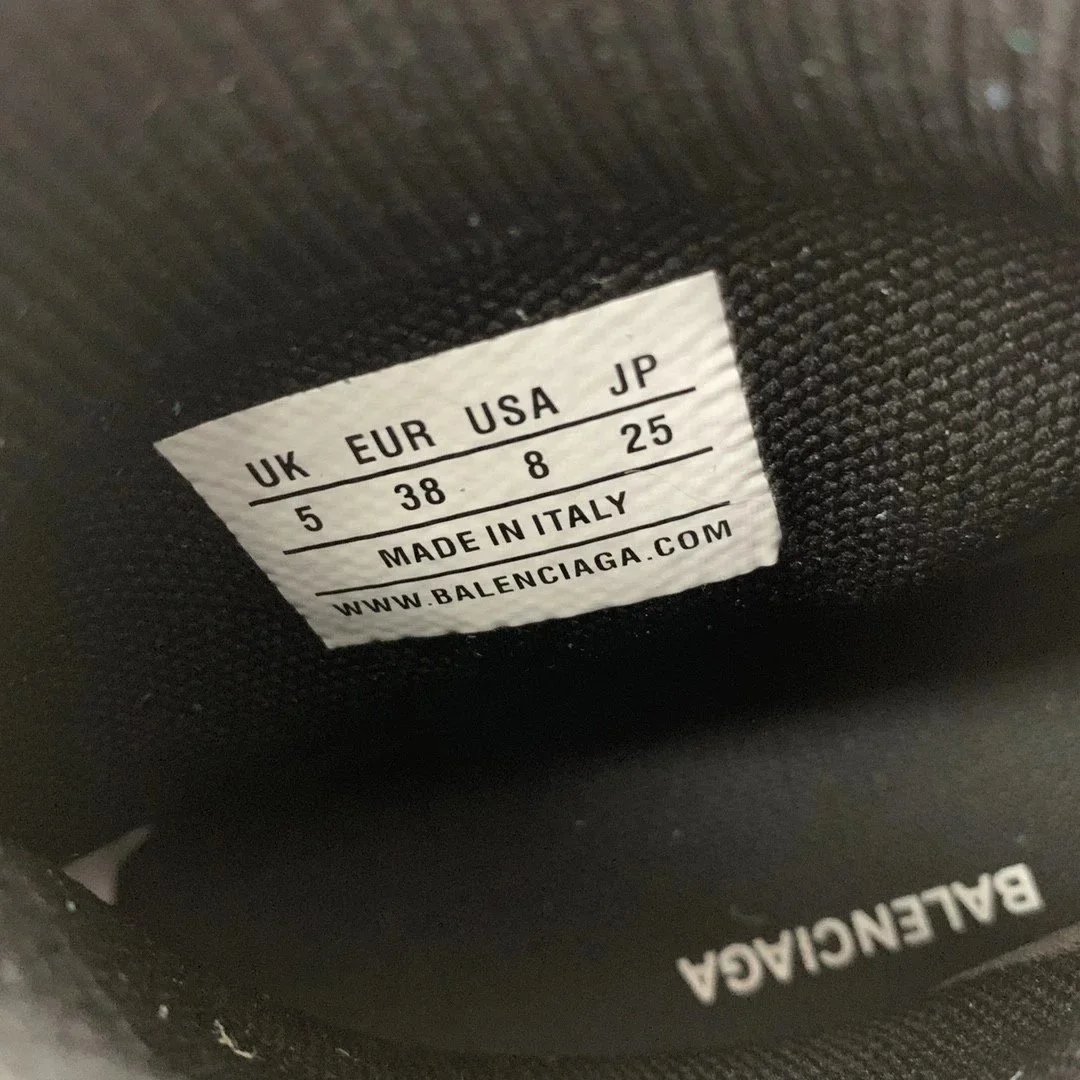 UK EUR USA JP
5 38 8 25
MADE IN ITALY
WWW.BALENCIAGA.COM
BALENCIAGA